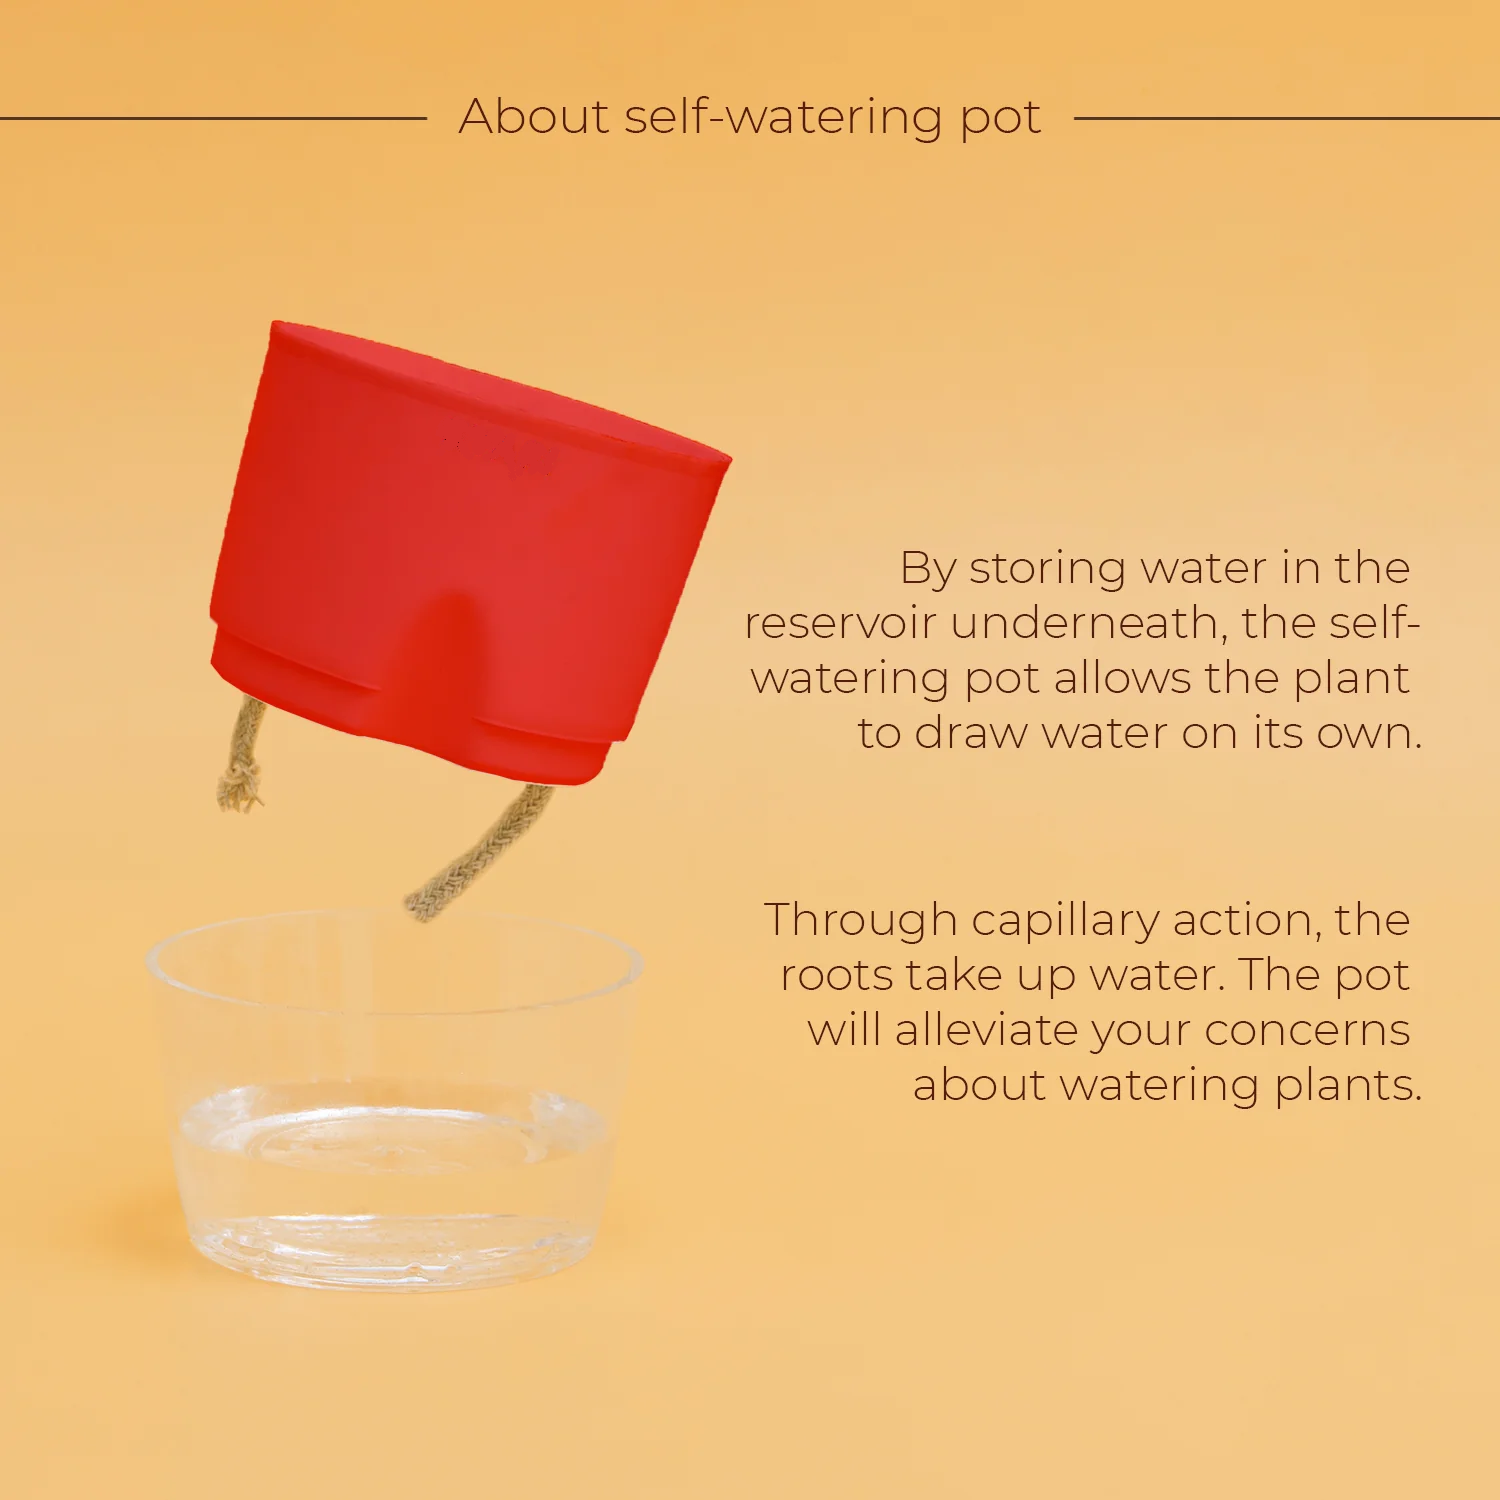 About self-watering pot
By storing water in the
reservoir underneath, the self-
watering pot allows the plant
to draw water on its own.
Through capillary action, the
roots take up water. The pot
will alleviate your concerns
about watering plants.